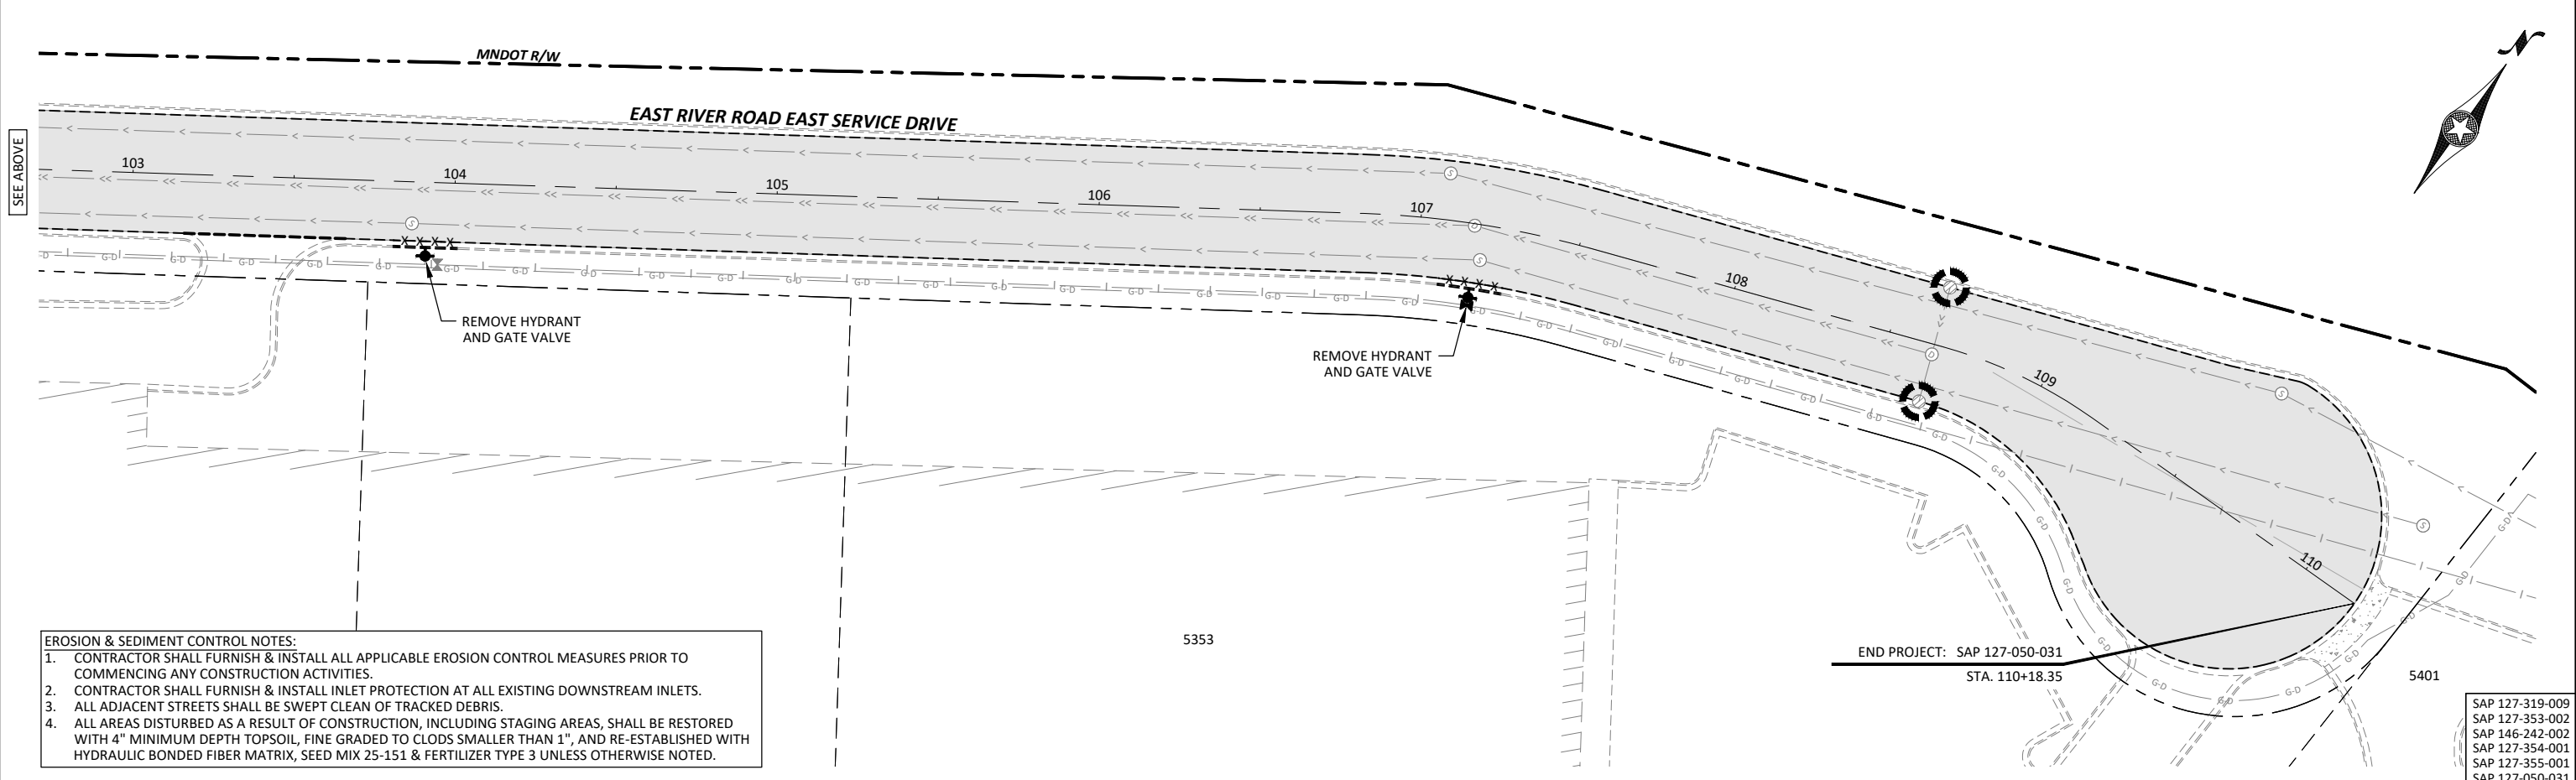 N
MNDOT R/W
EAST RIVER ROAD EAST SERVICE DRIVE
SEE ABOVE
103
104
105
106
107
108
109
110
REMOVE HYDRANT
AND GATE VALVE
REMOVE HYDRANT
AND GATE VALVE
5353
END PROJECT: SAP 127-050-031
STA. 110+18.35
5401
EROSION & SEDIMENT CONTROL NOTES:
1. CONTRACTOR SHALL FURNISH & INSTALL ALL APPLICABLE EROSION CONTROL MEASURES PRIOR TO
COMMENCING ANY CONSTRUCTION ACTIVITIES.
2. CONTRACTOR SHALL FURNISH & INSTALL INLET PROTECTION AT ALL EXISTING DOWNSTREAM INLETS.
3. ALL ADJACENT STREETS SHALL BE SWEPT CLEAN OF TRACKED DEBRIS.
4. ALL AREAS DISTURBED AS A RESULT OF CONSTRUCTION, INCLUDING STAGING AREAS, SHALL BE RESTORED
WITH 4" MINIMUM DEPTH TOPSOIL, FINE GRADED TO CLODS SMALLER THAN 1", AND RE-ESTABLISHED WITH
HYDRAULIC BONDED FIBER MATRIX, SEED MIX 25-151 & FERTILIZER TYPE 3 UNLESS OTHERWISE NOTED.
SAP 127-319-009
SAP 127-353-002
SAP 146-242-002
SAP 127-354-001
SAP 127-355-001
SAP 127-050-031